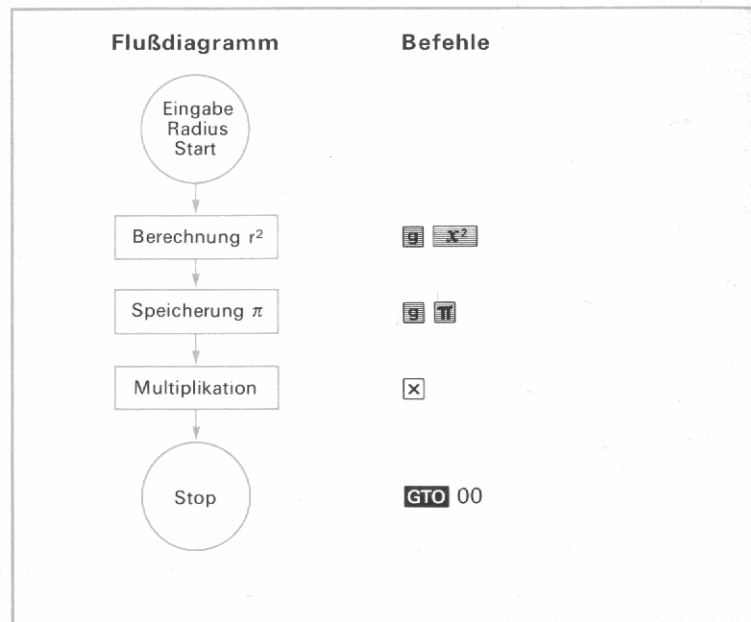 Flußdiagramm Befehle
Eingabe
Radius
Start
Berechnung r² g x²
Speicherung π g π
Multiplikation ×
Stop GTO 00